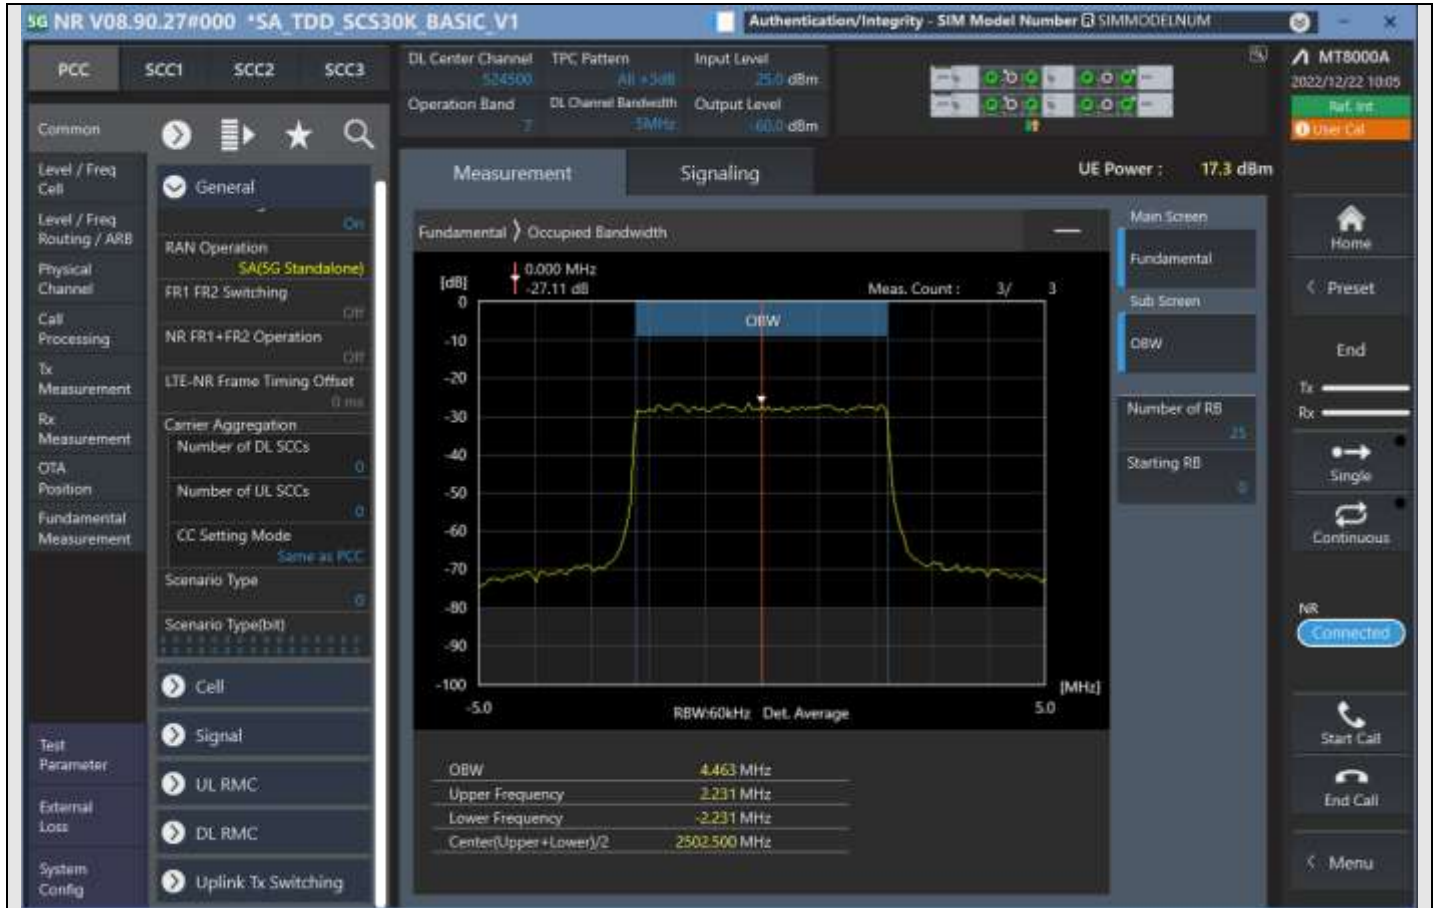 5G NR V08.90.27#000 *SA_TDD_SCS30K_BASIC_V1
Authentication/Integrity - SIM Model Number R SIMMODELNUM
PCC SCC1 SCC2 SCC3
DL Center Channel
524500
TPC Pattern
All +3dB
Input Level
25.0 dBm
Operation Band
7
DL Channel Bandwidth
5MHz
Output Level
-60.0 dBm
MT8000A
2022/12/22 10:05
Ref. Int.
User Cal
Common
Level / Freq
Cell
Level / Freq
Routing / ARB
Physical
Channel
Call
Processing
Tx
Measurement
Rx
Measurement
OTA
Position
Fundamental
Measurement
Test
Parameter
External
Loss
System
Config
General
On
RAN Operation
SA(5G Standalone)
FR1 FR2 Switching
Off
NR FR1+FR2 Operation
Off
LTE-NR Frame Timing Offset
0 ms
Carrier Aggregation
Number of DL SCCs
0
Number of UL SCCs
0
CC Setting Mode
Same as PCC
Scenario Type
0
Scenario Type(bit)
Cell
Signal
UL RMC
DL RMC
Uplink Tx Switching
Measurement Signaling
UE Power : 17.3 dBm
Fundamental > Occupied Bandwidth
0.000 MHz
-27.11 dB
Meas. Count : 3/ 3
[dB]
0
-10
-20
-30
-40
-50
-60
-70
-80
-90
-100
OBW
[MHz]
-5.0
RBW:60kHz Det. Average
5.0
OBW 4.463 MHz
Upper Frequency 2.231 MHz
Lower Frequency -2.231 MHz
Center(Upper+Lower)/2 2502.500 MHz
Main Screen
Fundamental
Sub Screen
OBW
Number of RB
25
Starting RB
0
Home
< Preset
End
Tx
Rx
Single
Continuous
NR
Connected
Start Call
End Call
< Menu